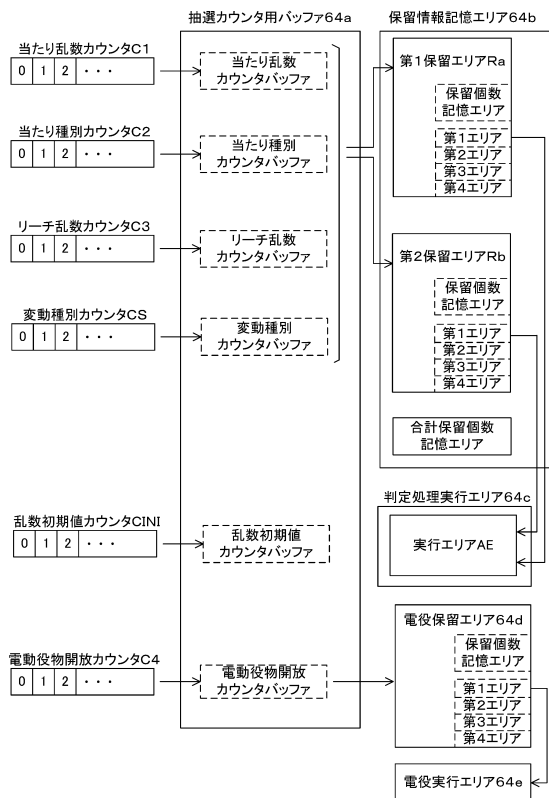 抽選カウンタ用バッファ64a
保留情報記憶エリア64b
当たり乱数カウンタC1
0 1 2 ・・・
当たり乱数
カウンタバッファ
当たり種別カウンタC2
0 1 2 ・・・
当たり種別
カウンタバッファ
リーチ乱数カウンタC3
0 1 2 ・・・
リーチ乱数
カウンタバッファ
変動種別カウンタCS
0 1 2 ・・・
変動種別
カウンタバッファ
乱数初期値カウンタCINI
0 1 2 ・・・
乱数初期値
カウンタバッファ
電動役物開放カウンタC4
0 1 2 ・・・
電動役物開放
カウンタバッファ
第1保留エリアRa
保留個数
記憶エリア
第1エリア
第2エリア
第3エリア
第4エリア
第2保留エリアRb
保留個数
記憶エリア
第1エリア
第2エリア
第3エリア
第4エリア
合計保留個数
記憶エリア
判定処理実行エリア64c
実行エリアAE
電役保留エリア64d
保留個数
記憶エリア
第1エリア
第2エリア
第3エリア
第4エリア
電役実行エリア64e